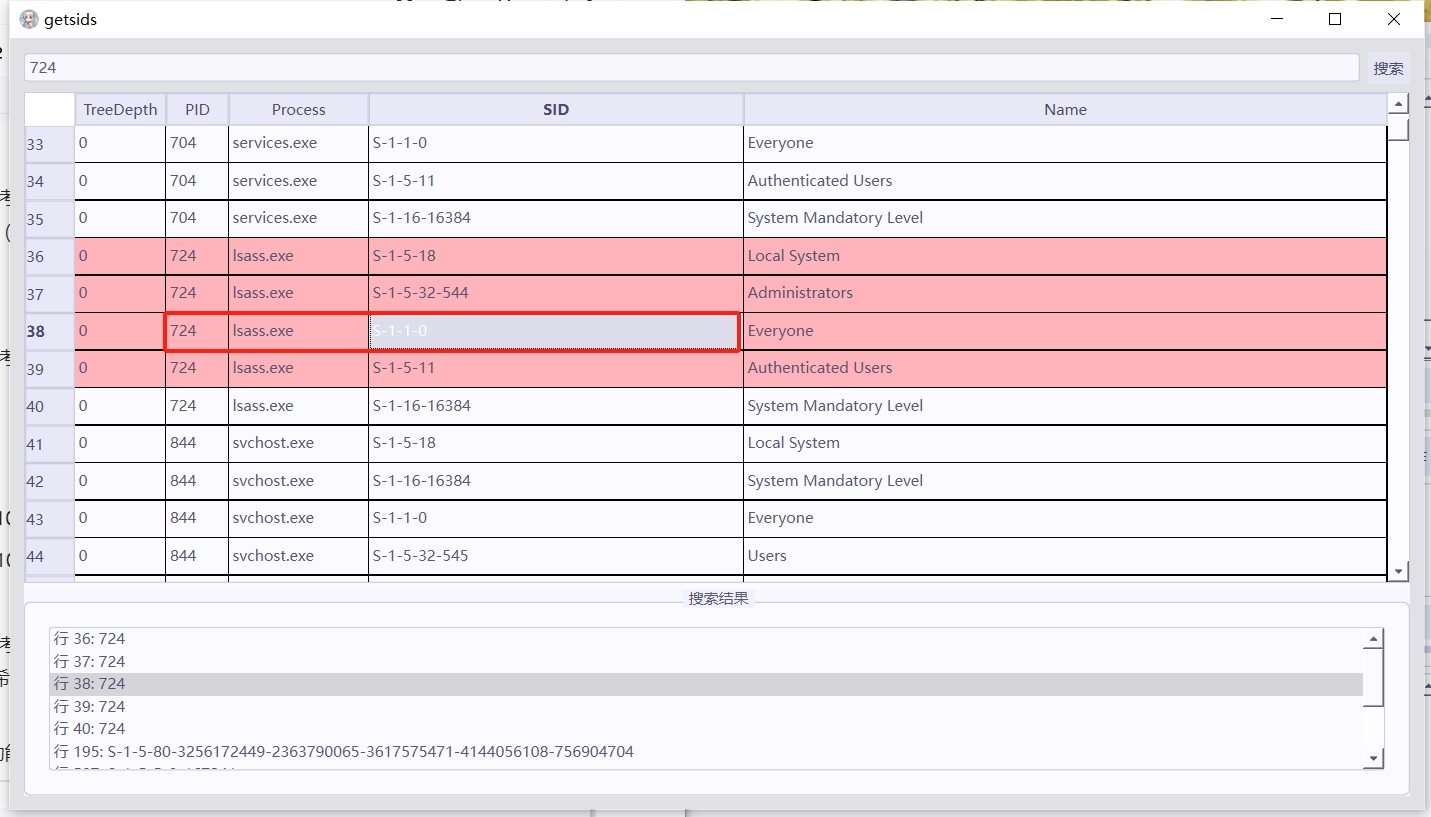 getsids
724 搜索
TreeDepth PID Process SID Name
33 0 704 services.exe S-1-1-0 Everyone
34 0 704 services.exe S-1-5-11 Authenticated Users
35 0 704 services.exe S-1-16-16384 System Mandatory Level
36 0 724 lsass.exe S-1-5-18 Local System
37 0 724 lsass.exe S-1-5-32-544 Administrators
38 0 724 lsass.exe S-1-1-0 Everyone
39 0 724 lsass.exe S-1-5-11 Authenticated Users
40 0 724 lsass.exe S-1-16-16384 System Mandatory Level
41 0 844 svchost.exe S-1-5-18 Local System
42 0 844 svchost.exe S-1-16-16384 System Mandatory Level
43 0 844 svchost.exe S-1-1-0 Everyone
44 0 844 svchost.exe S-1-5-32-545 Users
搜索结果
行 36: 724
行 37: 724
行 38: 724
行 39: 724
行 40: 724
行 195: S-1-5-80-3256172449-2363790065-3617575471-4144056108-756904704